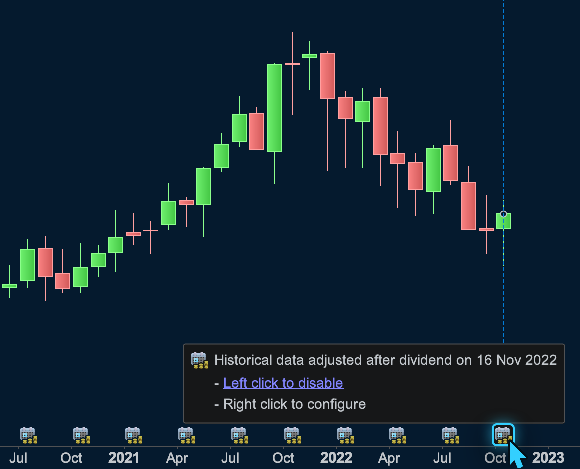 Historical data adjusted after dividend on 16 Nov 2022
- Left click to disable
- Right click to configure
Jul Oct 2021 Apr Jul Oct 2022 Apr Jul Oct 2023